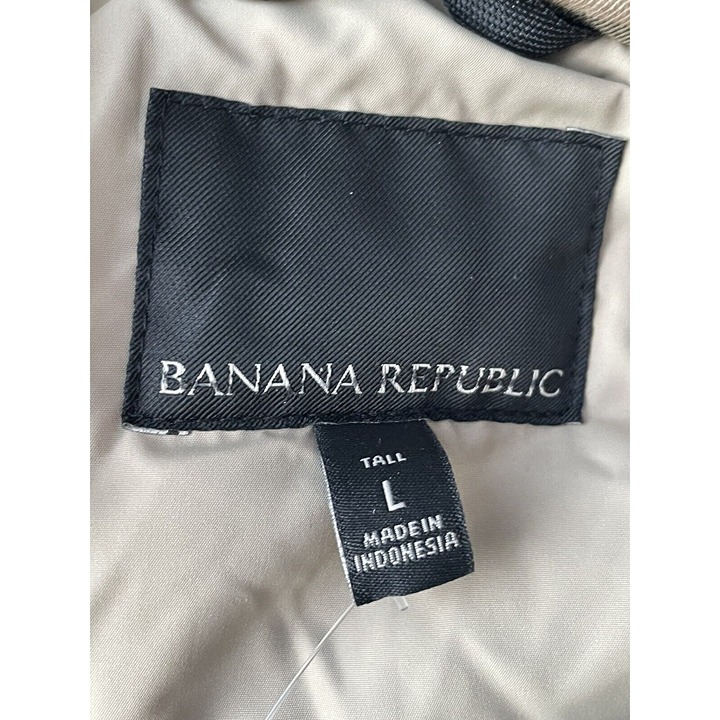 BANANA REPUBLIC
TALL
L
MADE IN
INDONESIA